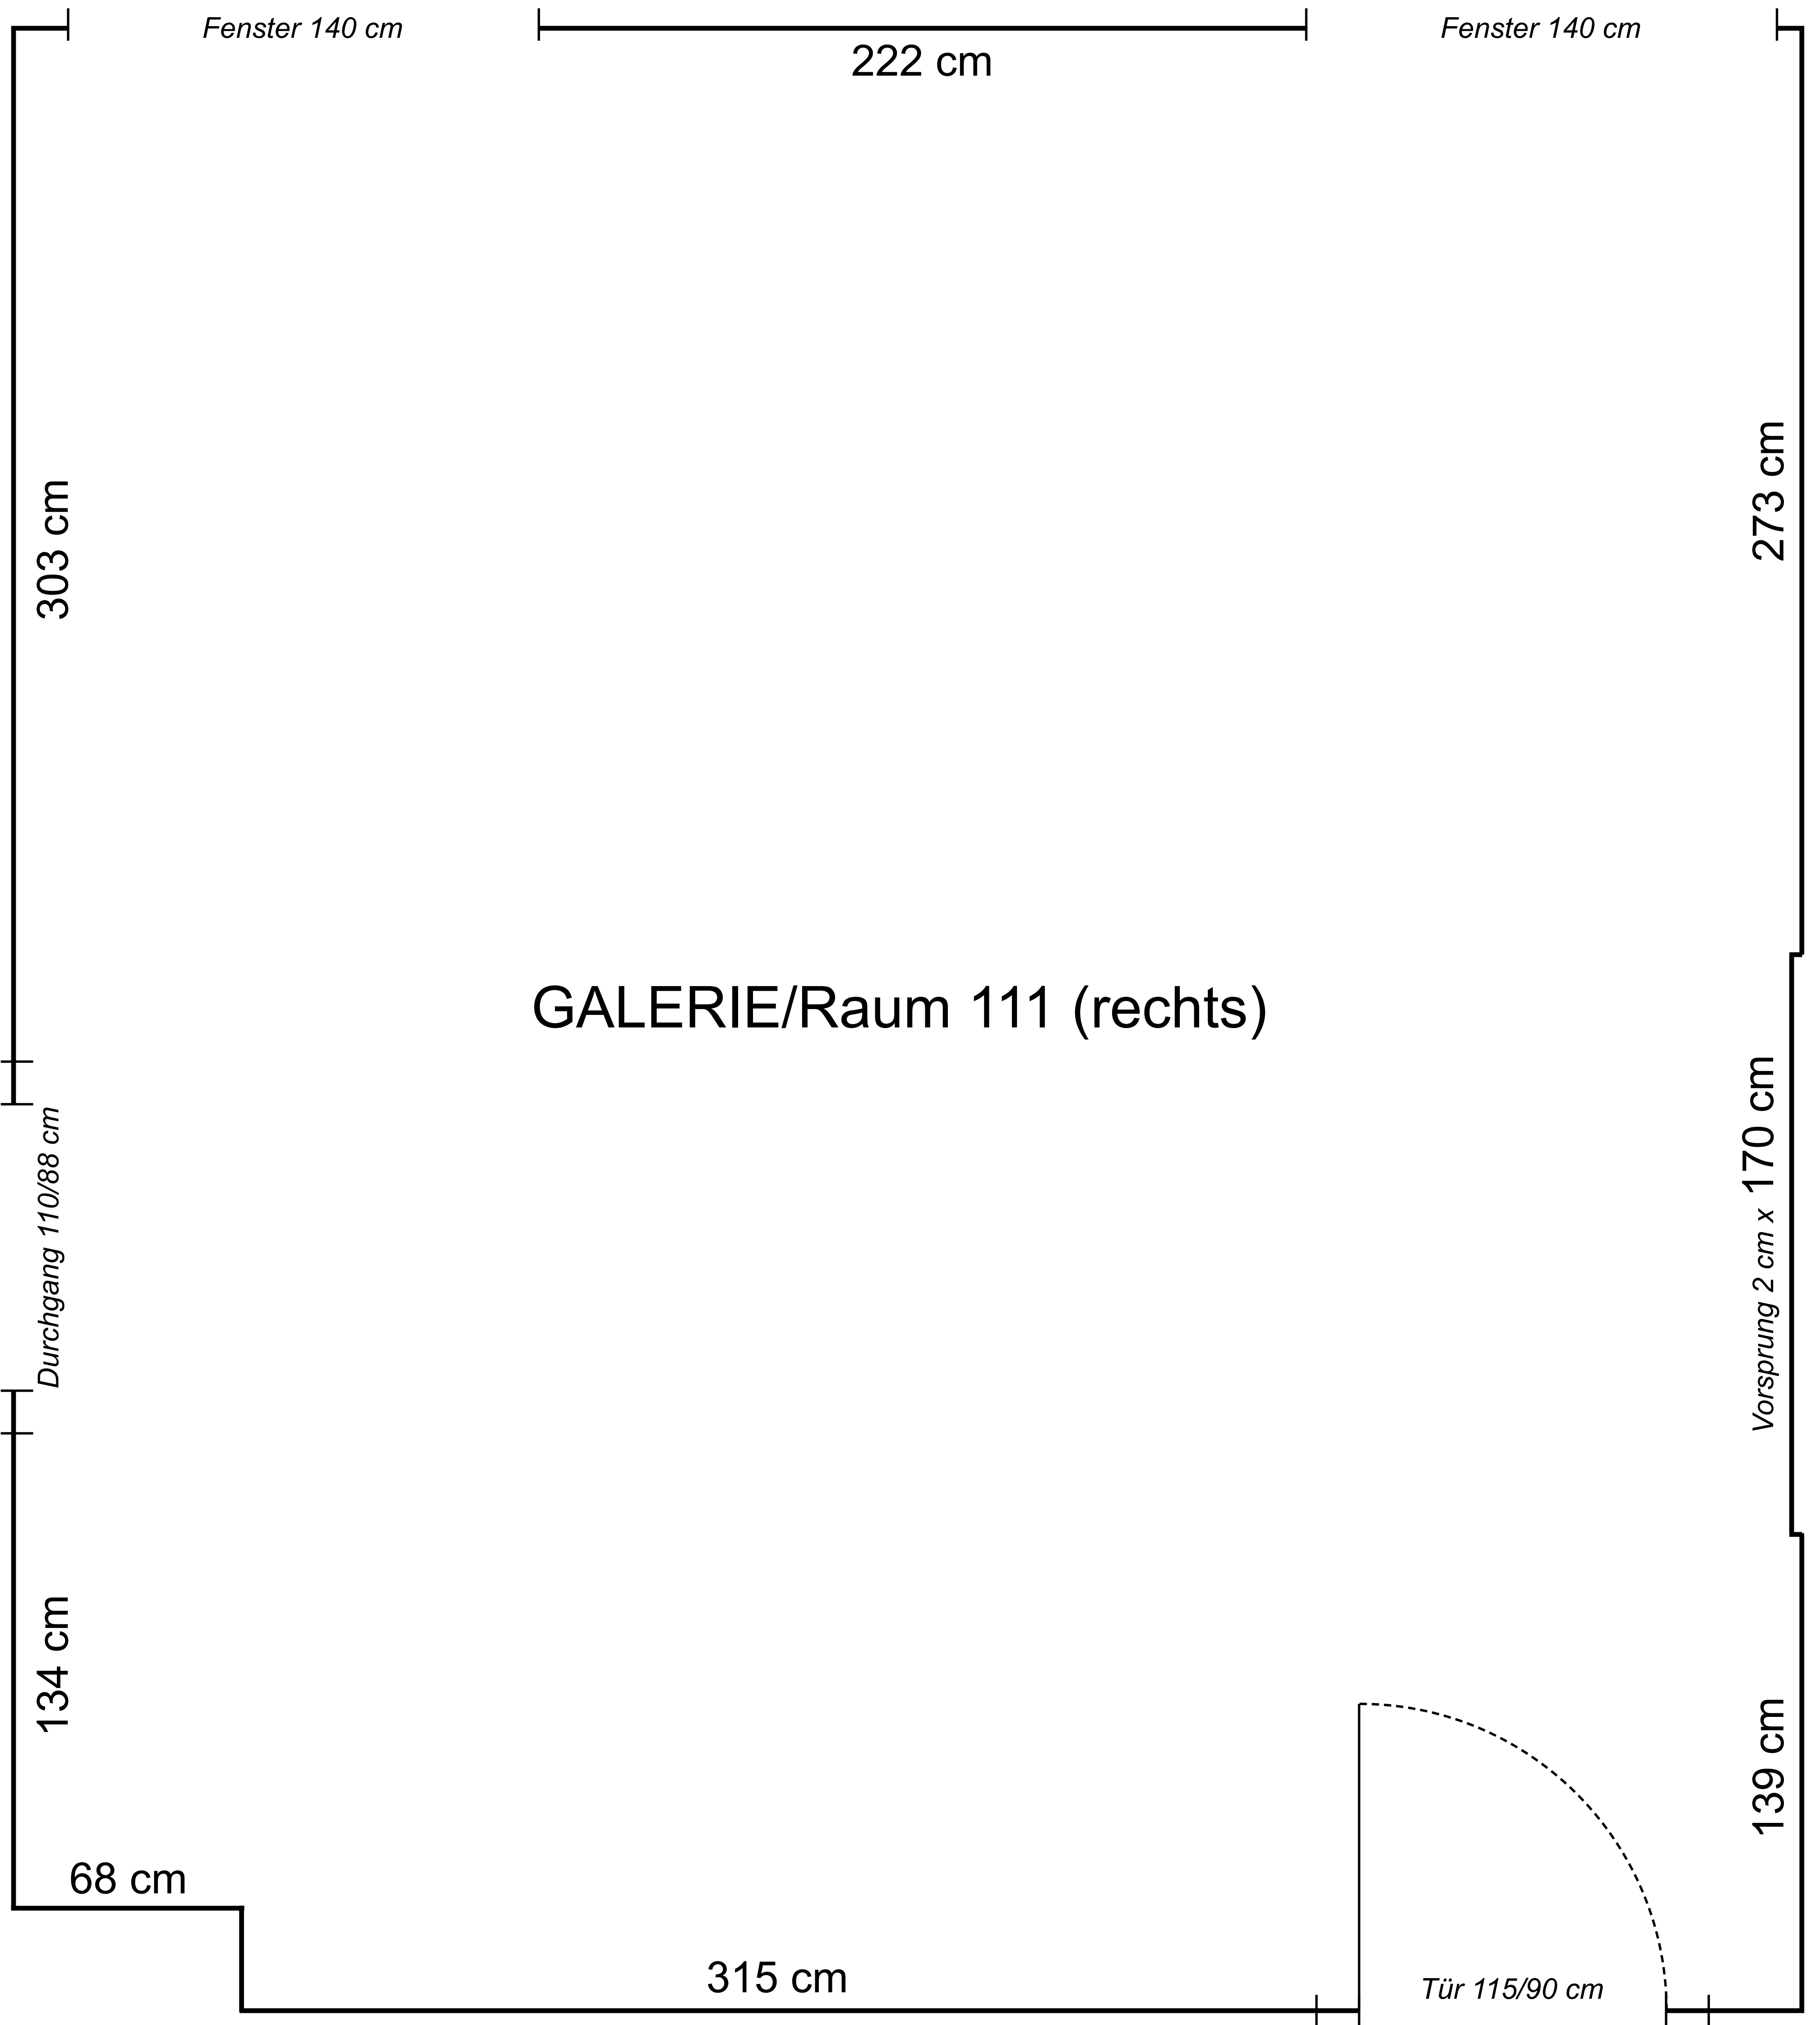 Fenster 140 cm
Fenster 140 cm
222 cm
303 cm
273 cm
GALERIE/Raum 111 (rechts)
Durchgang 110/88 cm
Vorsprung 2 cm x 170 cm
134 cm
139 cm
68 cm
315 cm
Tür 115/90 cm